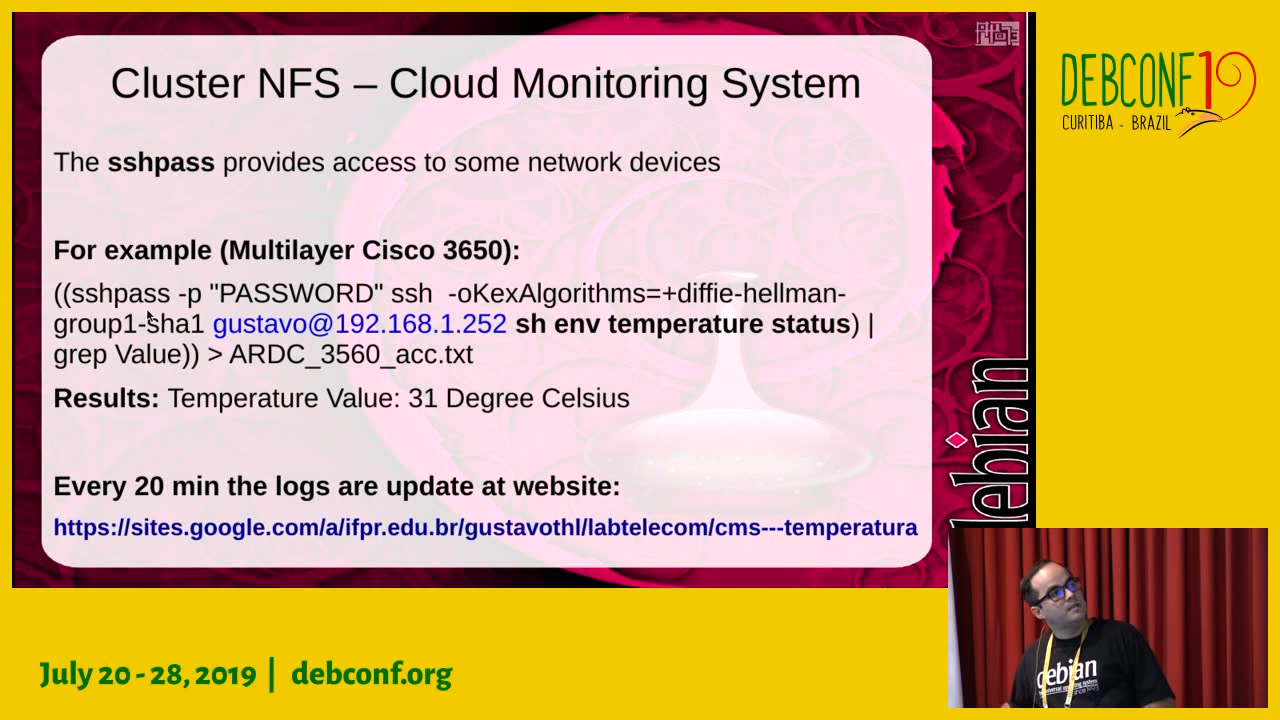 Cluster NFS – Cloud Monitoring System
The sshpass provides access to some network devices
For example (Multilayer Cisco 3650):
((sshpass -p "PASSWORD" ssh  -oKexAlgorithms=+diffie-hellman-
group1-sha1 gustavo@192.168.1.252 sh env temperature status) |
grep Value)) > ARDC_3560_acc.txt
Results: Temperature Value: 31 Degree Celsius
Every 20 min the logs are update at website:
https://sites.google.com/a/ifpr.edu.br/gustavothl/labtelecom/cms---temperatura
debian
DEBCONF19
CURITIBA - BRAZIL
debian
July 20 - 28, 2019 | debconf.org